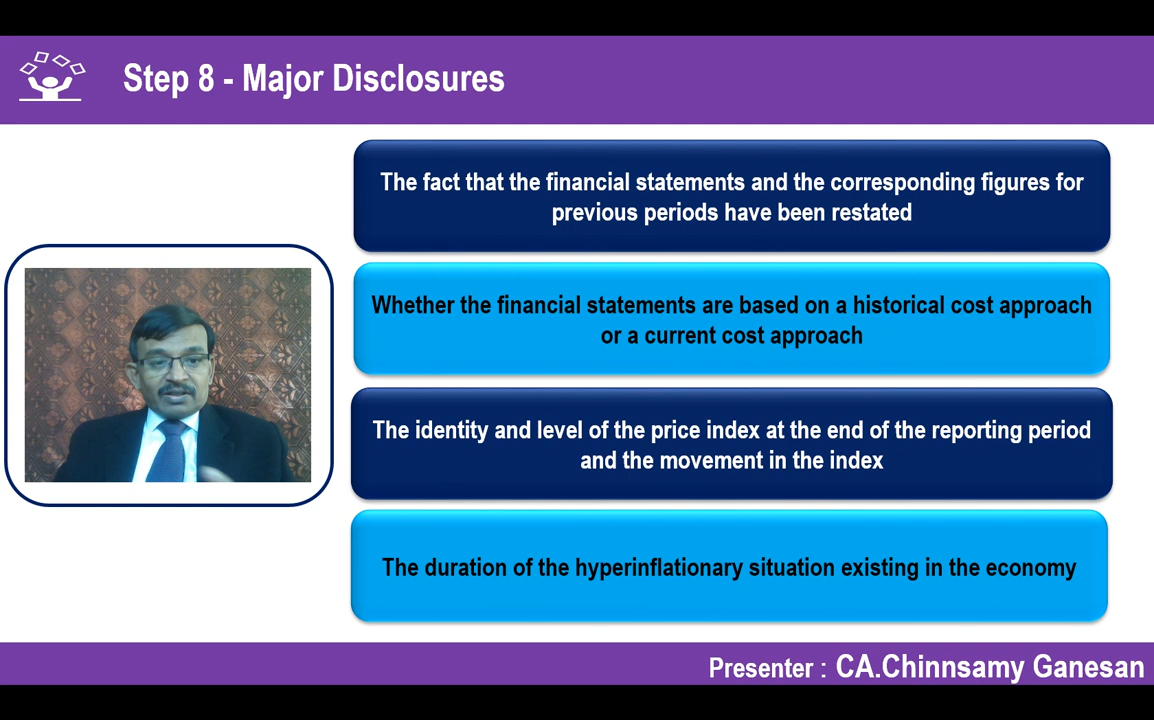 Step 8 - Major Disclosures
The fact that the financial statements and the corresponding figures for
previous periods have been restated
Whether the financial statements are based on a historical cost approach
or a current cost approach
The identity and level of the price index at the end of the reporting period
and the movement in the index
The duration of the hyperinflationary situation existing in the economy
Presenter : CA.Chinnsamy Ganesan